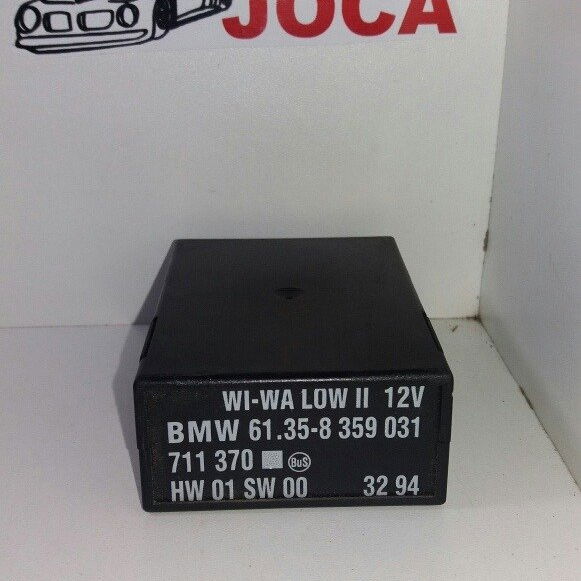 JOCA
WI-WA LOW II 12V
BMW 61.35-8 359 031
711 370 BuS
HW 01 SW 00 32 94